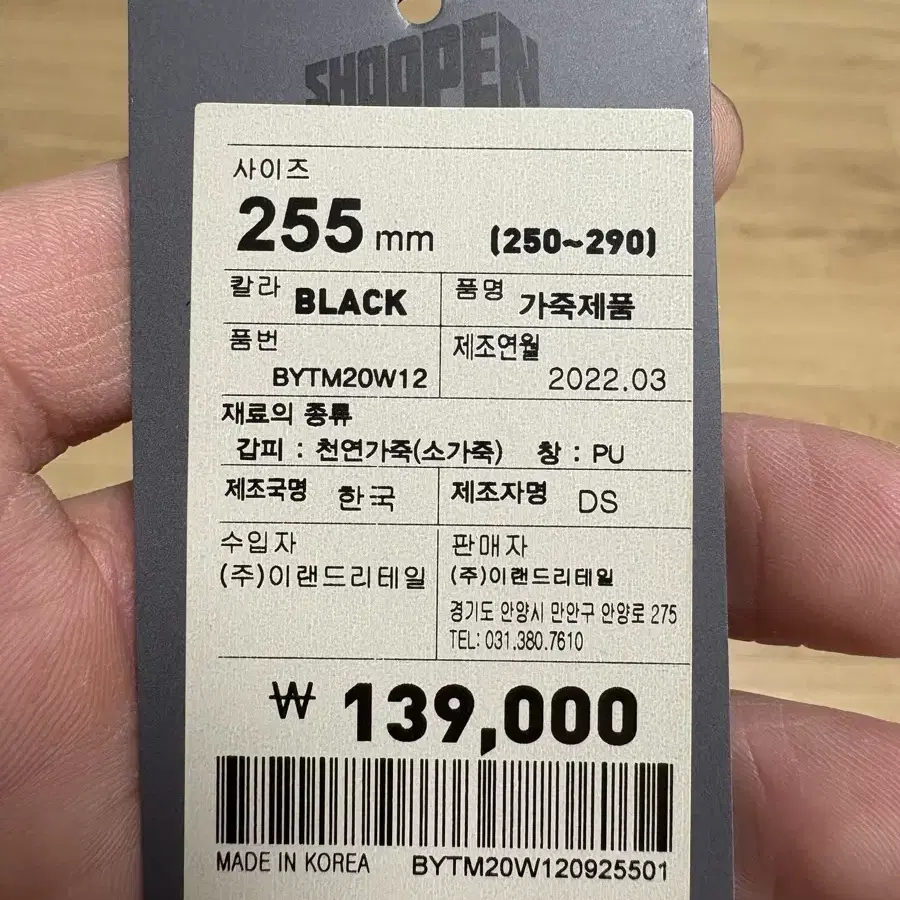 SHOOPEN
사이즈
255 mm (250~290)
칼라 BLACK 품명 가죽제품
품번 제조연월
BYTM20W12 2022.03
재료의 종류
갑피 : 천연가죽(소가죽) 창 : PU
제조국명 한국 제조자명 DS
수입자 판매자
(주)이랜드리테일 (주)이랜드리테일
경기도 안양시 만안구 안양로 275
TEL: 031.380.7610
₩ 139,000
MADE IN KOREA BYTM20W120925501